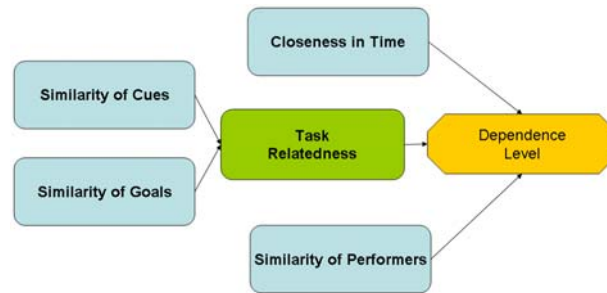 Closeness in Time
Similarity of Cues
Task
Relatedness
Dependence
Level
Similarity of Goals
Similarity of Performers